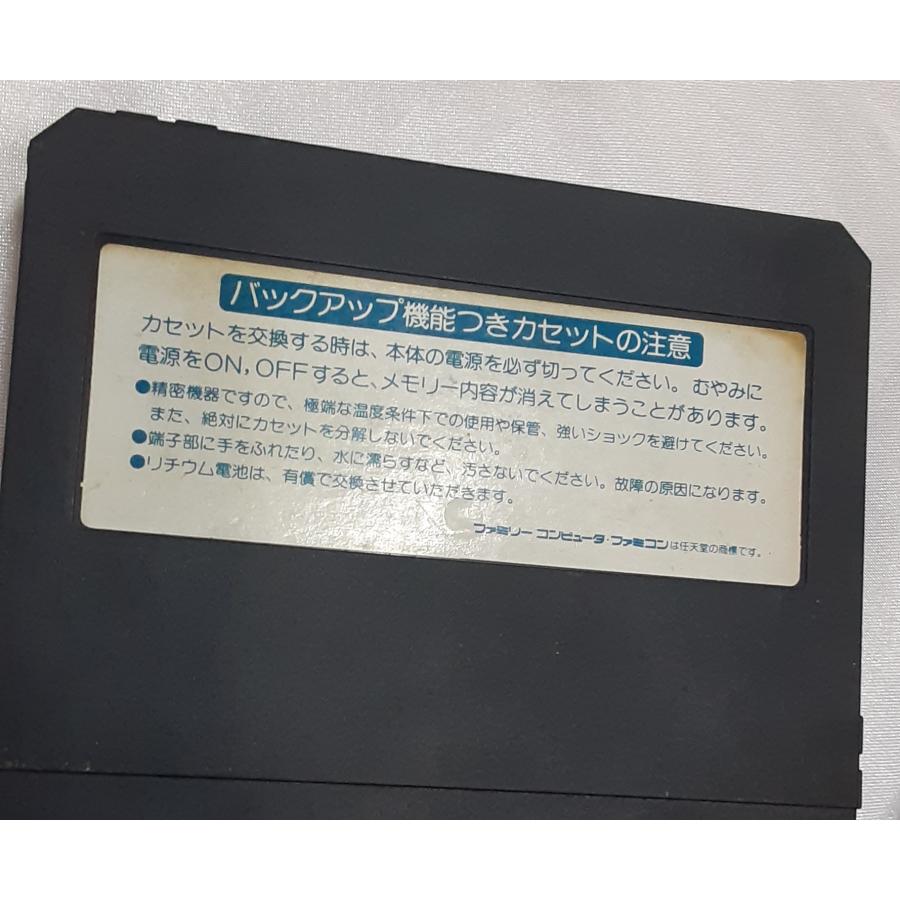 バックアップ機能つきカセットの注意
カセットを交換する時は、本体の電源を必ず切ってください。むやみに
電源をON,OFFすると、メモリー内容が消えてしまうことがあります。
●精密機器ですので、極端な温度条件下での使用や保管、強いショックを避けてください。
また、絶対にカセットを分解しないでください。
●端子部に手をふれたり、水に濡らすなど、汚さないでください。故障の原因になります。
●リチウム電池は、有償で交換させていただきます。
ファミリーコンピュータ・ファミコンは任天堂の商標です。